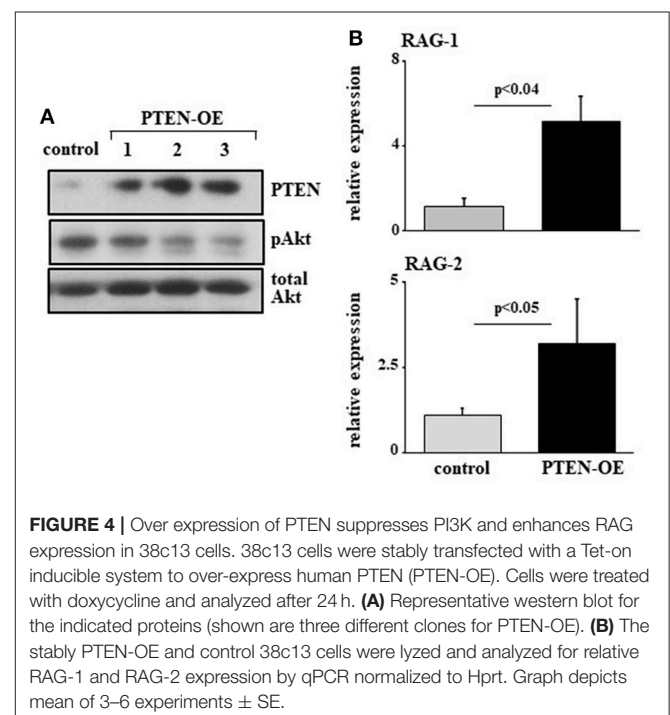 A
PTEN-OE
control 1 2 3
PTEN
pAkt
total
Akt
B
RAG-1
8
4
0
relative expression
p<0.04
RAG-2
5
2.5
0
relative expression
p<0.05
control PTEN-OE
FIGURE 4 | Over expression of PTEN suppresses PI3K and enhances RAG
expression in 38c13 cells. 38c13 cells were stably transfected with a Tet-on
inducible system to over-express human PTEN (PTEN-OE). Cells were treated
with doxycycline and analyzed after 24 h. (A) Representative western blot for
the indicated proteins (shown are three different clones for PTEN-OE). (B) The
stably PTEN-OE and control 38c13 cells were lyzed and analyzed for relative
RAG-1 and RAG-2 expression by qPCR normalized to Hprt. Graph depicts
mean of 3–6 experiments ± SE.